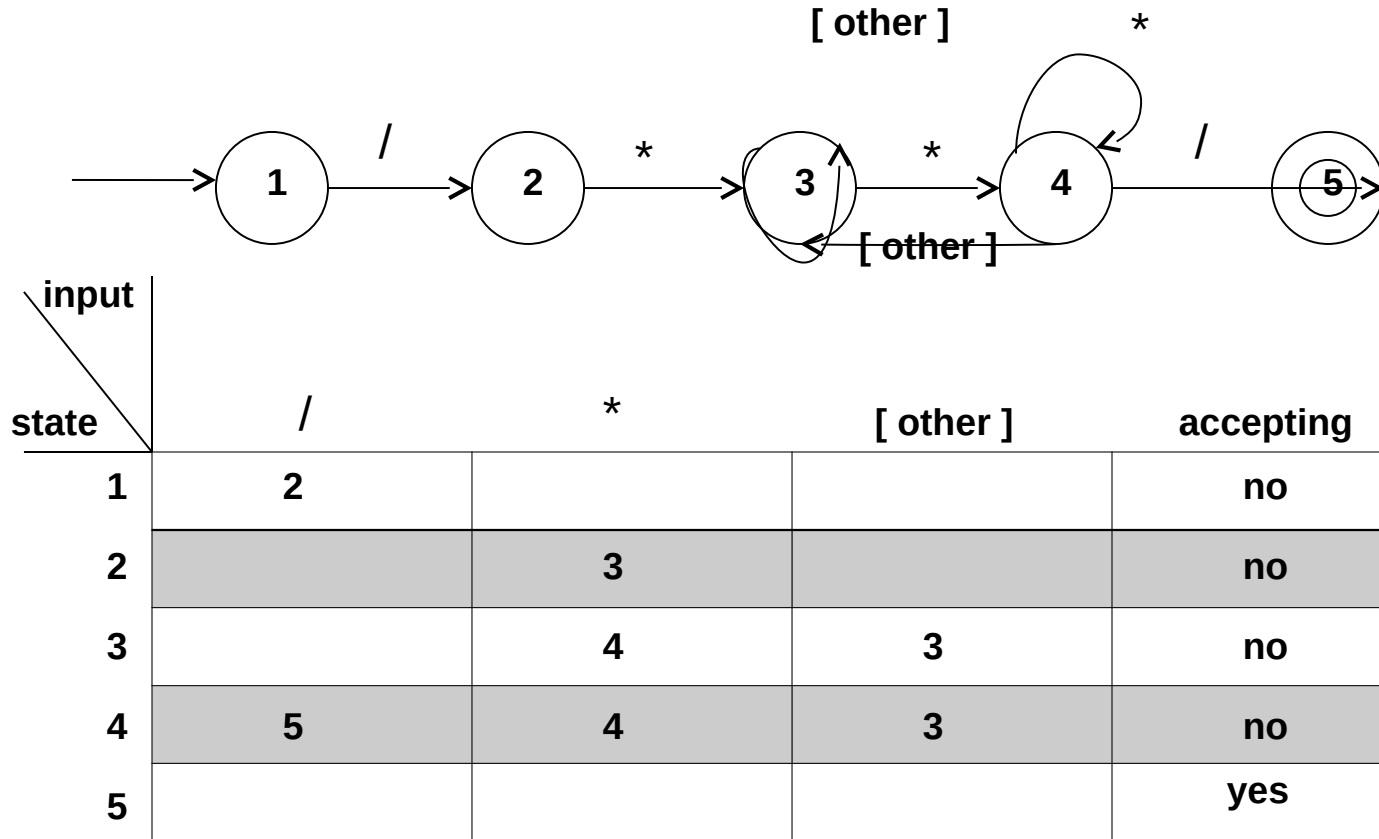 [ other ] *
/ * * /
1 2 3 4 5
[ other ]
input
state / * [ other ] accepting
1 2 no
2 3 no
3 4 3 no
4 5 4 3 no
5 yes